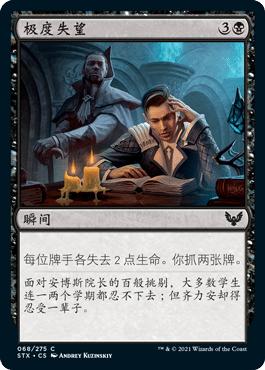 极度失望 3
瞬间
每位牌手各失去2点生命。你抓两张牌。
面对安博斯院长的百般挑剔，大多数学生
连一两个学期都忍不下去；但齐力安却得
忍受一辈子。
068/275 C
STX • CS Andrey Kuzinskiy
™ & © 2021 Wizards of the Coast